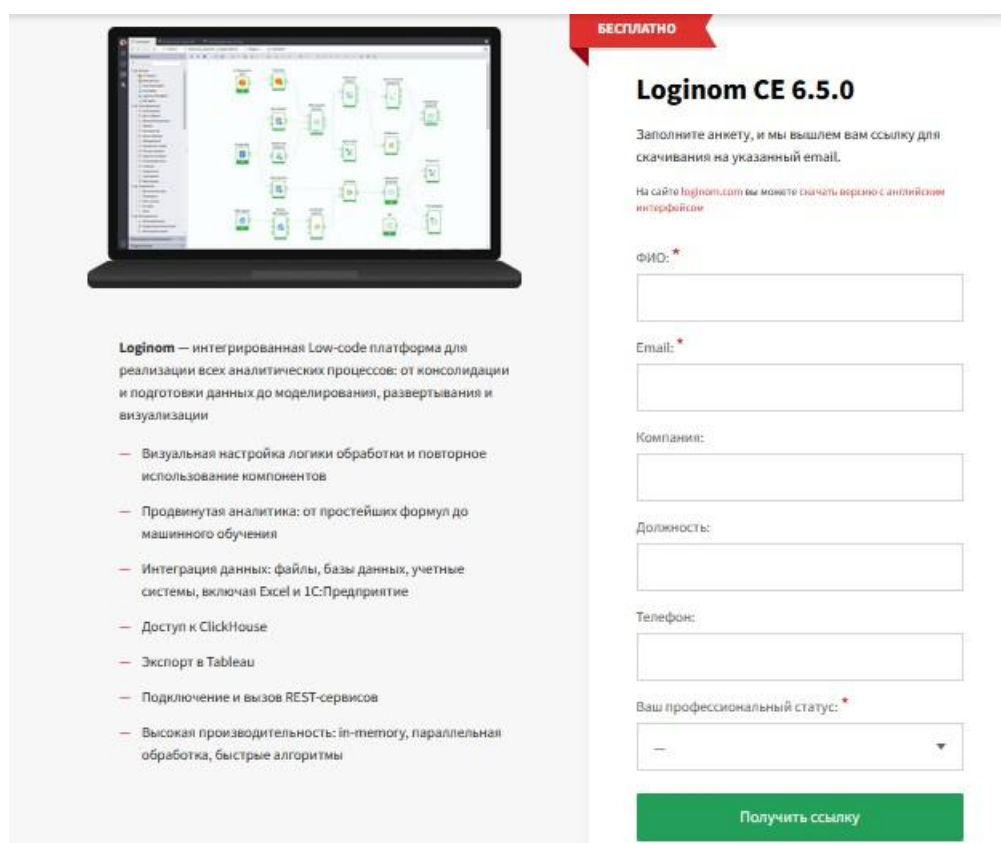 БЕСПЛАТНО
Loginom CE 6.5.0
Заполните анкету, и мы вышлем вам ссылку для
скачивания на указанный email.
На сайте loginom.com вы можете скачать версию с английским
интерфейсом
ФИО: *
Email: *
Компания:
Должность:
Телефон:
Ваш профессиональный статус: *
—
Получить ссылку
Loginom — интегрированная Low-code платформа для
реализации всех аналитических процессов: от консолидации
и подготовки данных до моделирования, развертывания и
визуализации
— Визуальная настройка логики обработки и повторное
использование компонентов
— Продвинутая аналитика: от простейших формул до
машинного обучения
— Интеграция данных: файлы, базы данных, учетные
системы, включая Excel и 1С:Предприятие
— Доступ к ClickHouse
— Экспорт в Tableau
— Подключение и вызов REST-сервисов
— Высокая производительность: in-memory, параллельная
обработка, быстрые алгоритмы